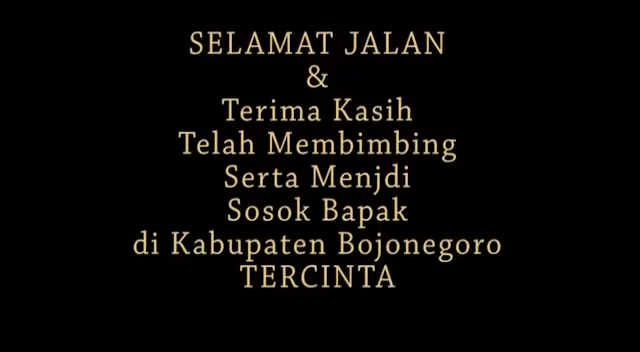 SELAMAT JALAN
&
Terima Kasih
Telah Membimbing
Serta Menjdi
Sosok Bapak
di Kabupaten Bojonegoro
TERCINTA